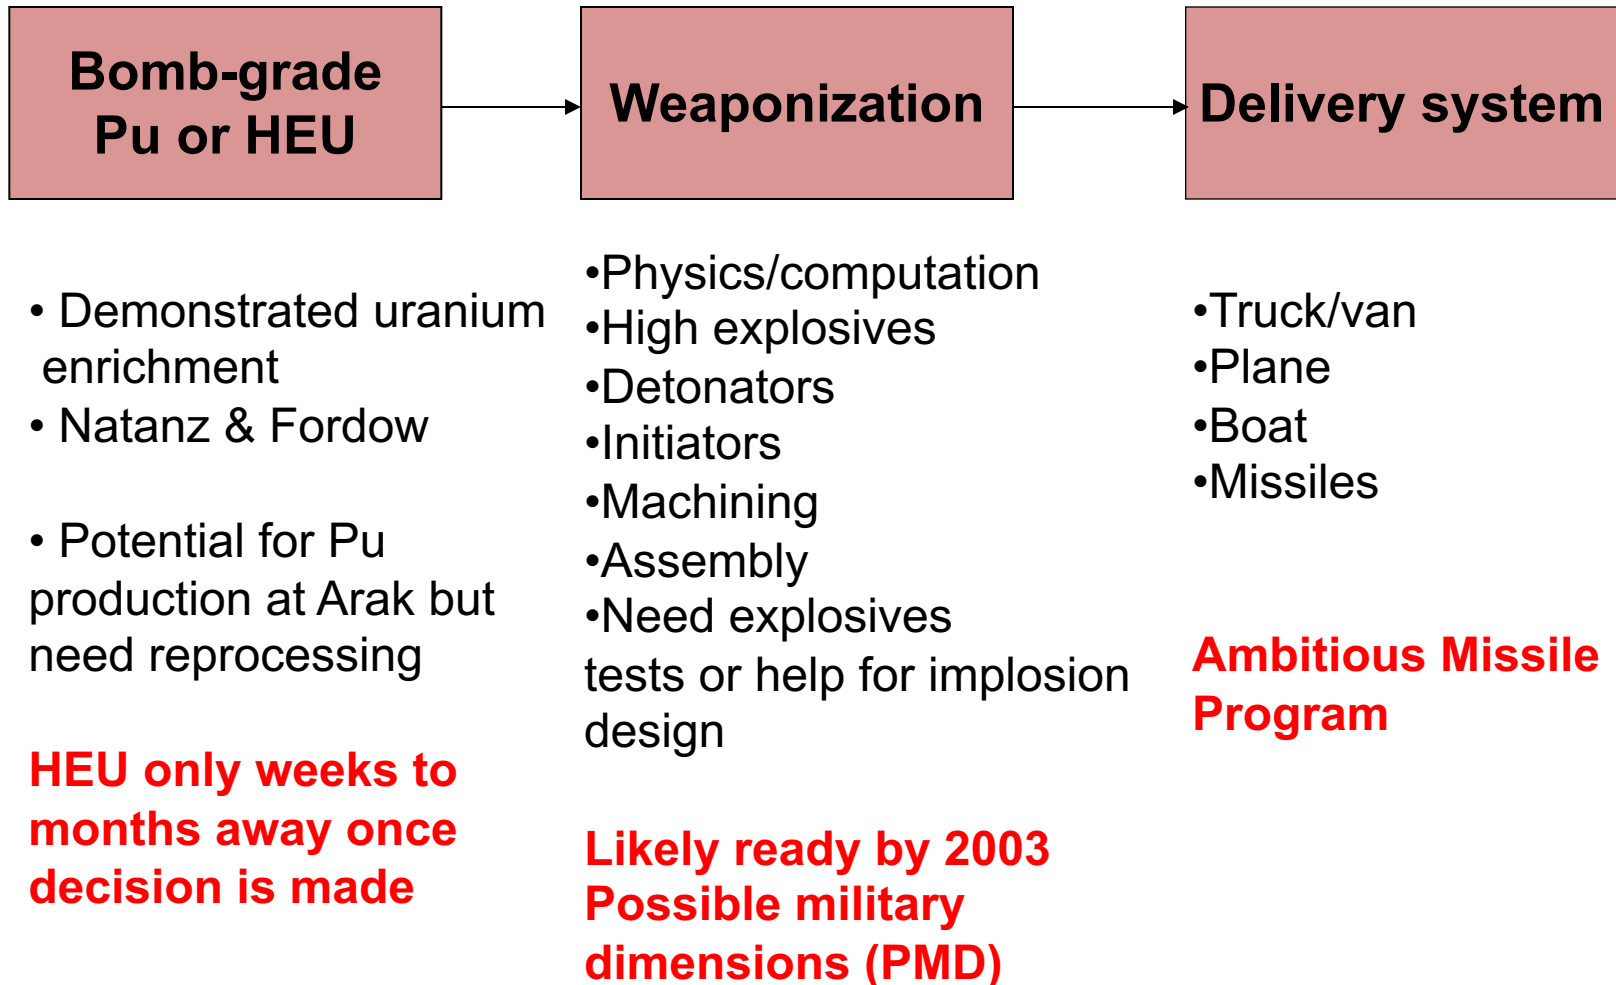 Bomb-grade
Pu or HEU
Weaponization
Delivery system
• Demonstrated uranium
enrichment
• Natanz & Fordow
• Potential for Pu
production at Arak but
need reprocessing
HEU only weeks to
months away once
decision is made
•Physics/computation
•High explosives
•Detonators
•Initiators
•Machining
•Assembly
•Need explosives
tests or help for implosion
design
Likely ready by 2003
Possible military
dimensions (PMD)
•Truck/van
•Plane
•Boat
•Missiles
Ambitious Missile
Program